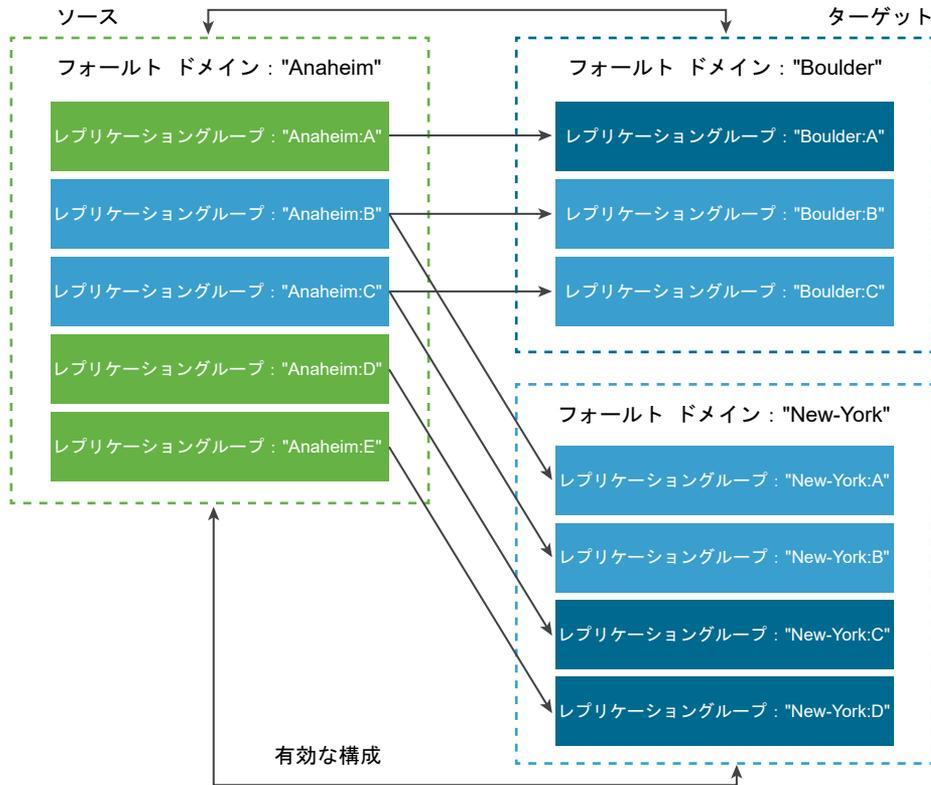 ソース
ターゲット
フォールト ドメイン："Anaheim"
レプリケーショングループ："Anaheim:A"
レプリケーショングループ："Anaheim:B"
レプリケーショングループ："Anaheim:C"
レプリケーショングループ："Anaheim:D"
レプリケーショングループ："Anaheim:E"
フォールト ドメイン："Boulder"
レプリケーショングループ："Boulder:A"
レプリケーショングループ："Boulder:B"
レプリケーショングループ："Boulder:C"
フォールト ドメイン："New-York"
レプリケーショングループ："New-York:A"
レプリケーショングループ："New-York:B"
レプリケーショングループ："New-York:C"
レプリケーショングループ："New-York:D"
有効な構成